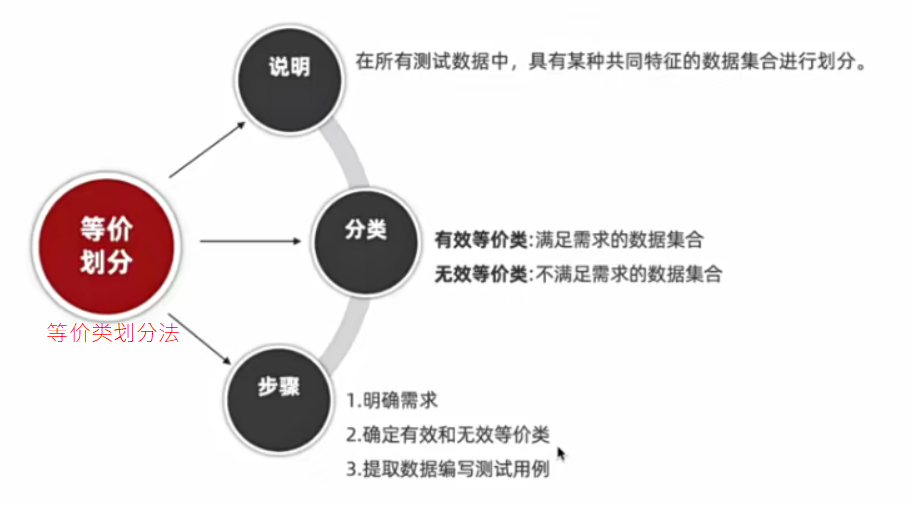 说明
在所有测试数据中，具有某种共同特征的数据集合进行划分。
等价
划分
等价类划分法
分类
有效等价类:满足需求的数据集合
无效等价类:不满足需求的数据集合
步骤
1.明确需求
2.确定有效和无效等价类
3.提取数据编写测试用例